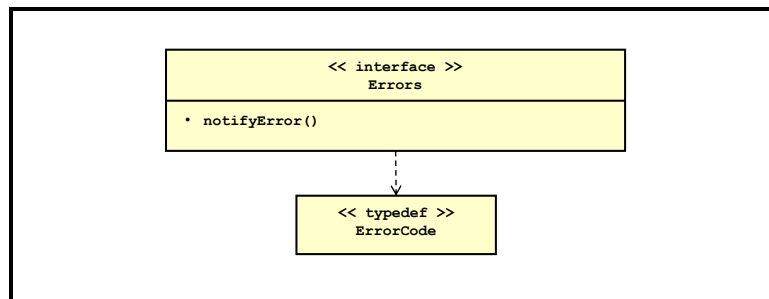 << interface >>
Errors
• notifyError()
<< typedef >>
ErrorCode